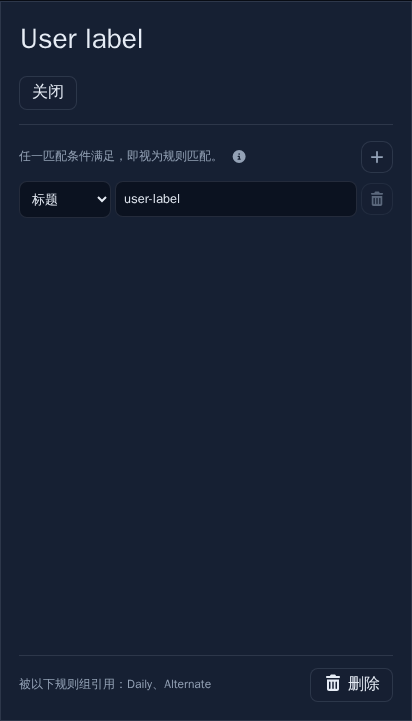 User label
关闭
任一匹配条件满足，即视为规则匹配。
标题
user-label
被以下规则组引用：Daily、Alternate
删除